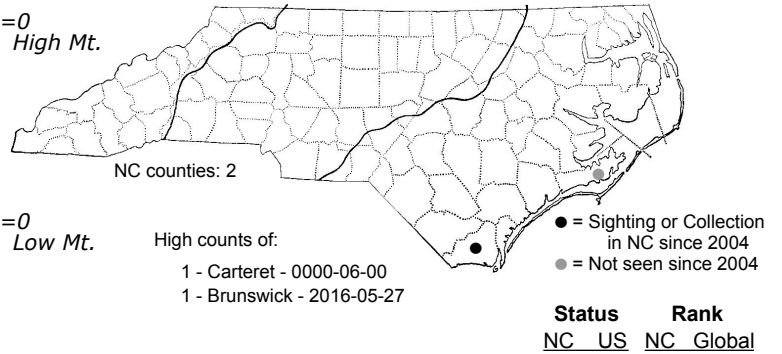 =0
High Mt.
NC counties: 2
=0
Low Mt.
High counts of:
1 - Carteret - 0000-06-00
1 - Brunswick - 2016-05-27
● = Sighting or Collection
in NC since 2004
● = Not seen since 2004
Status Rank
NC US NC Global